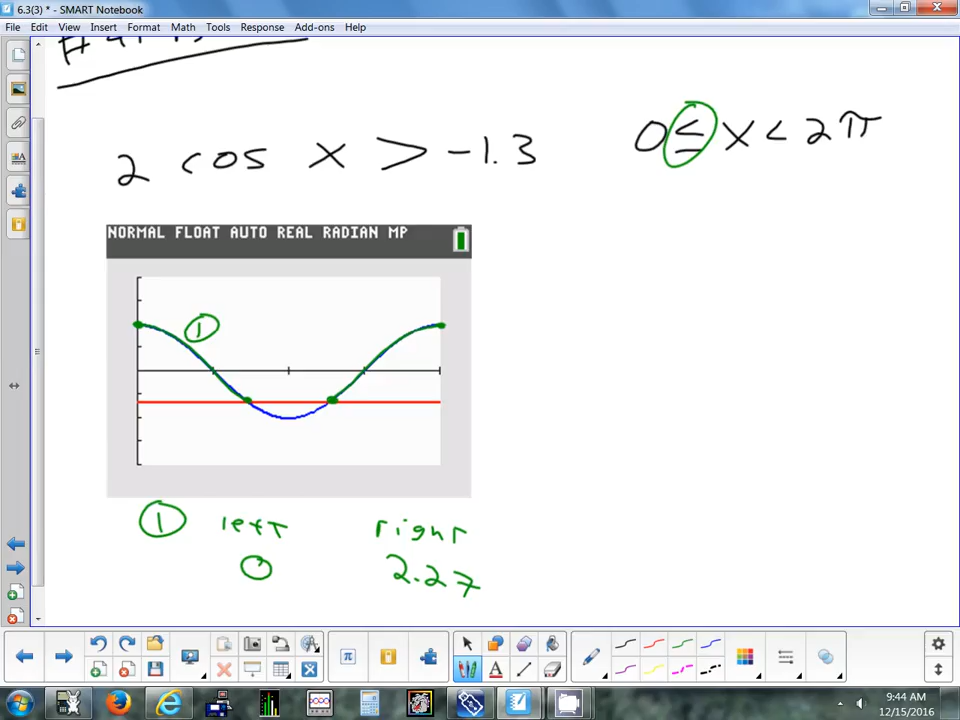 6.3(3) * - SMART Notebook
File Edit View Insert Format Math Tools Response Add-ons Help
2 cos x > -1.3
0 ≤ x < 2π
NORMAL FLOAT AUTO REAL RADIAN MP
1
1 left right
0 2.27
π
A
9:44 AM
12/15/2016